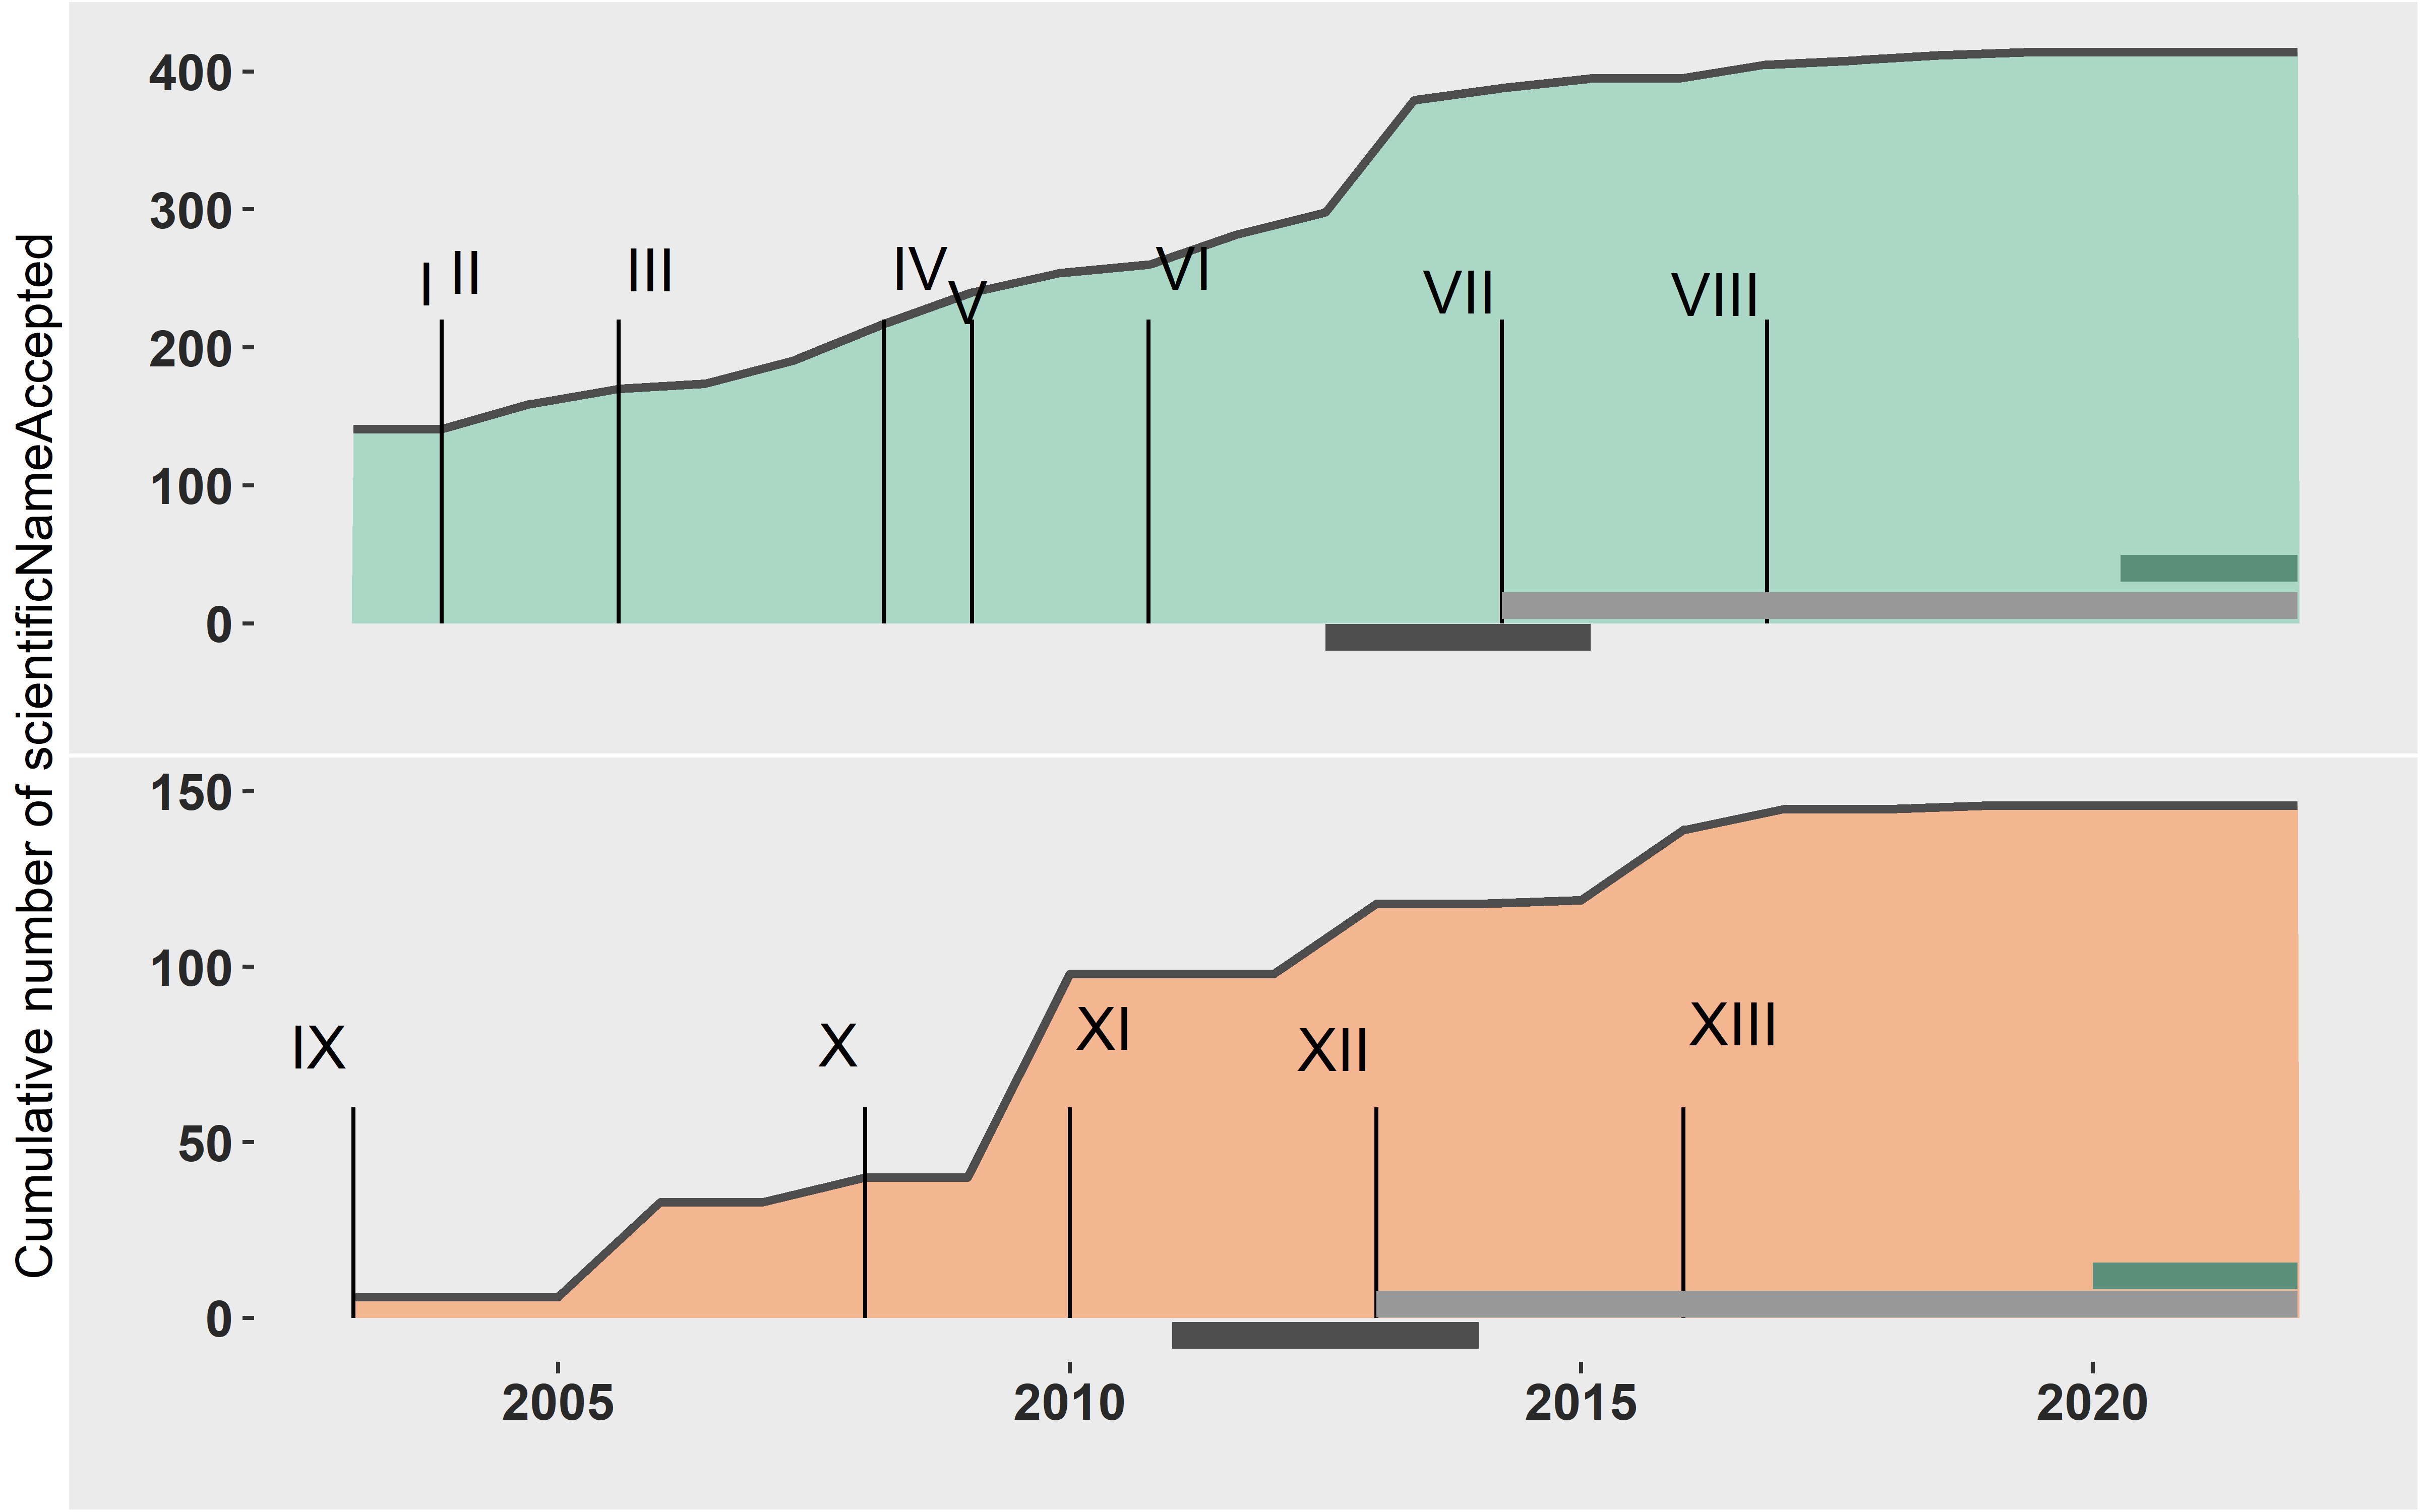 Cumulative number of scientificNameAccepted
400
300
200
100
0
I II III IV V VI VII VIII
150
100
50
0
IX X XI XII XIII
2005 2010 2015 2020